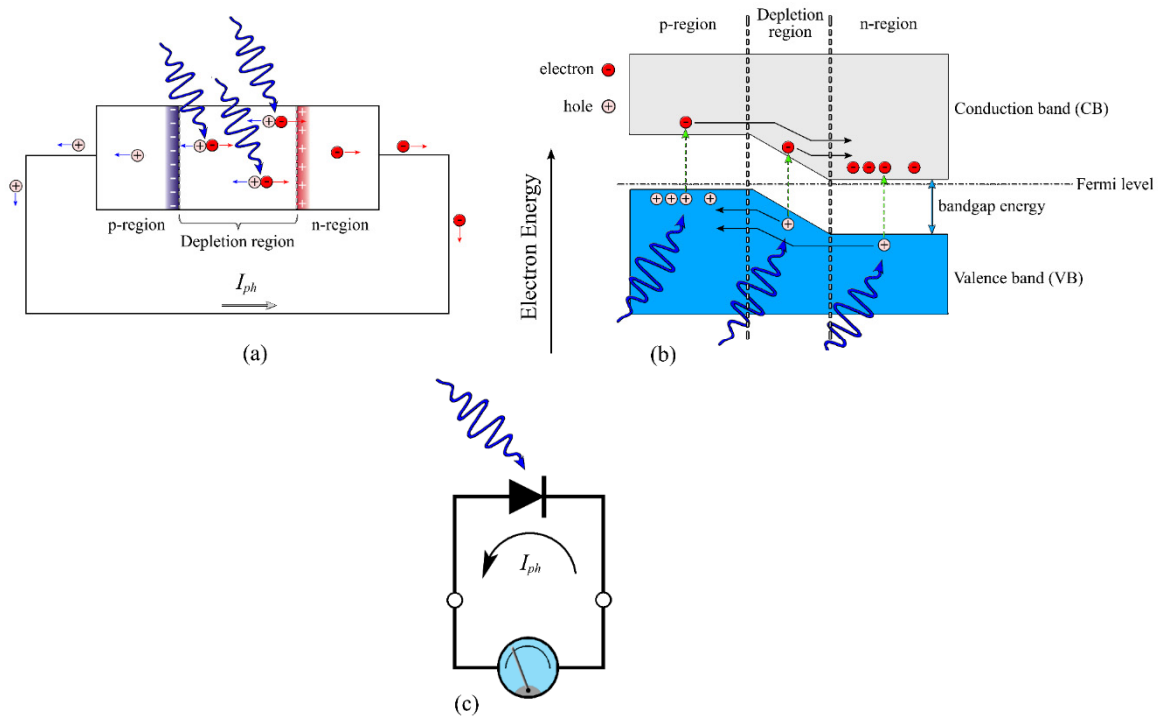 p-region
Depletion region
n-region
I_ph
(a)
p-region
Depletion
region
n-region
electron
hole
Electron Energy
Conduction band (CB)
Fermi level
bandgap energy
Valence band (VB)
(b)
I_ph
(c)